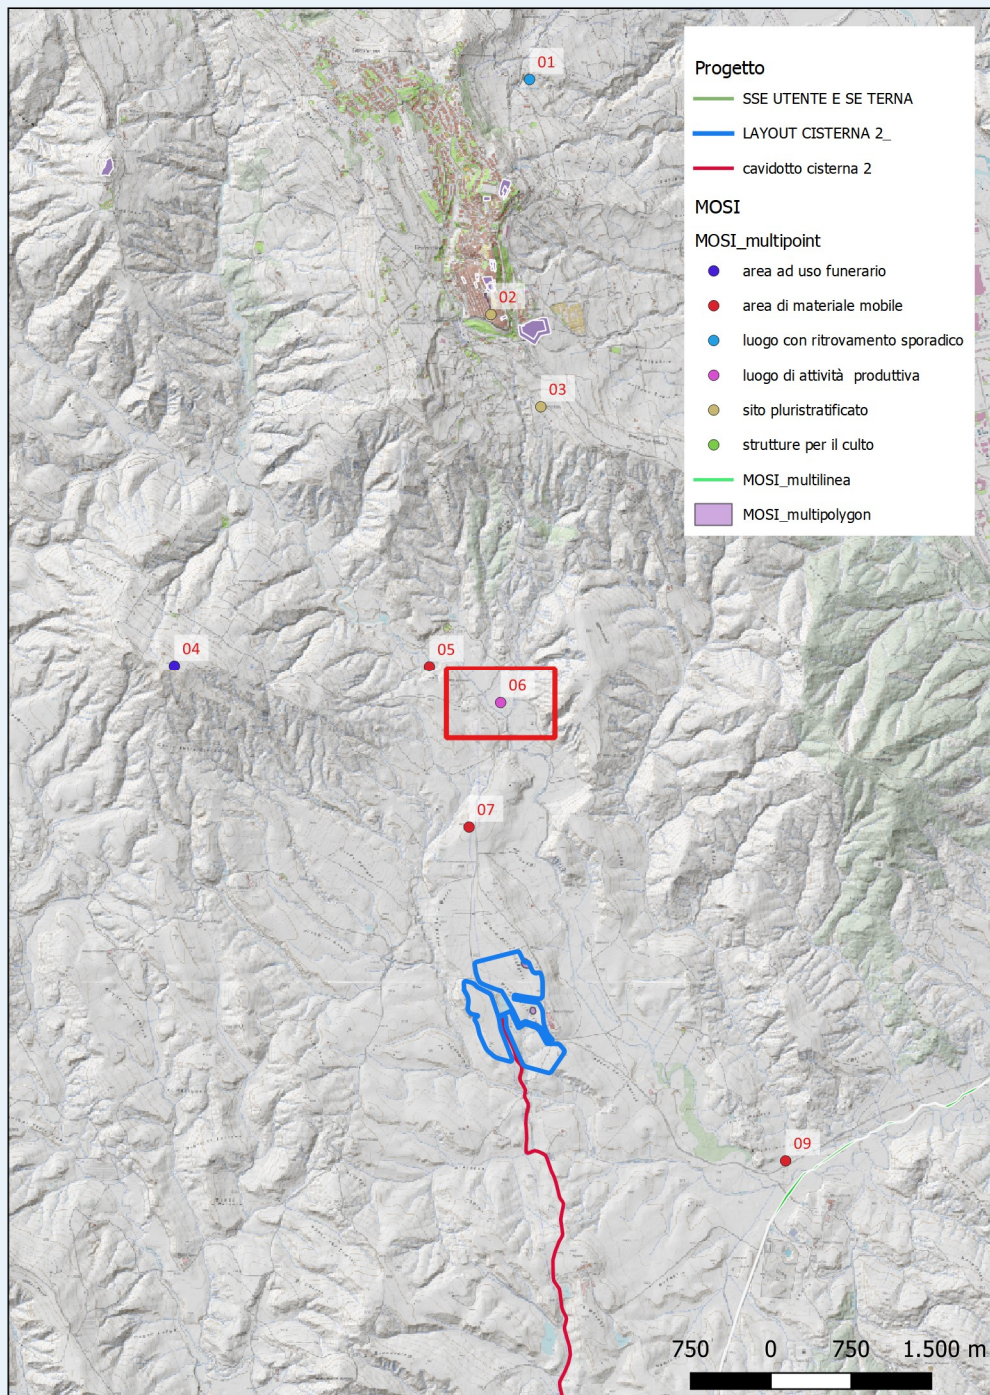 01
02
03
04
05
06
07
09
Progetto
SSE UTENTE E SE TERNA
LAYOUT CISTERNA 2_
cavidotto cisterna 2
MOSI
MOSI_multipoint
area ad uso funerario
area di materiale mobile
luogo con ritrovamento sporadico
luogo di attività produttiva
sito pluristratificato
strutture per il culto
MOSI_multilinea
MOSI_multipolygon
750 0 750 1.500 m